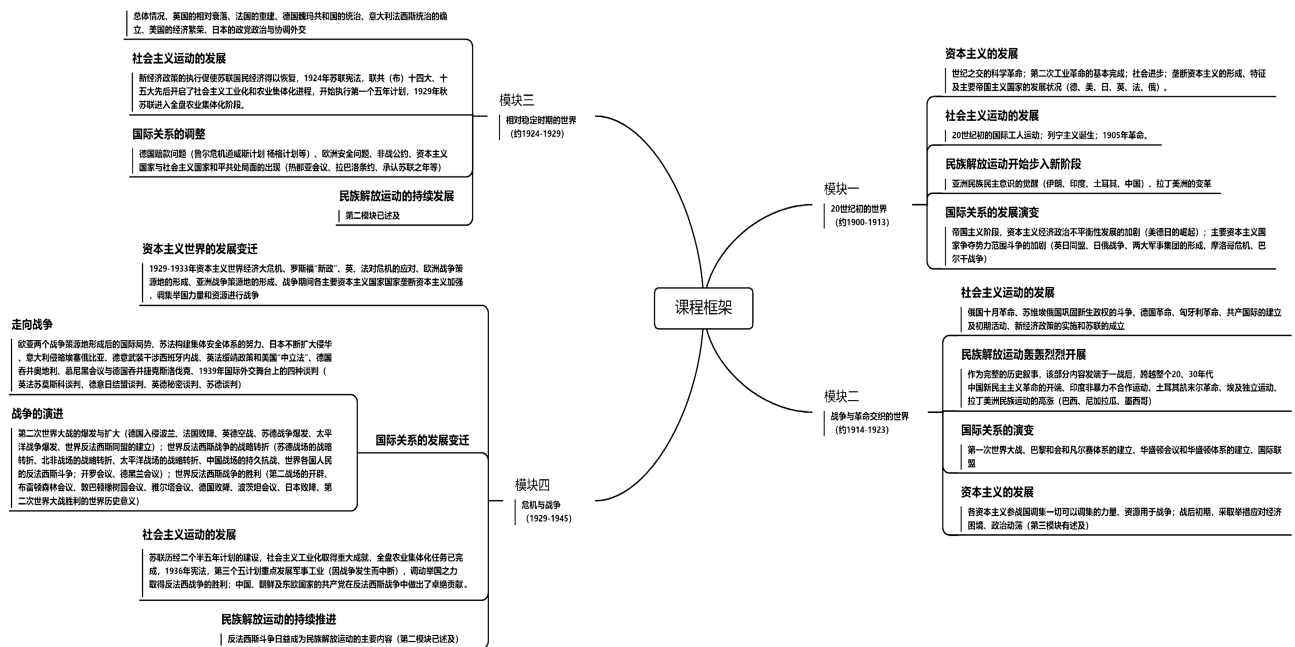 课程框架
模块一
20世纪初的世界
（约1900-1913）
资本主义的发展
世纪之交的科学革命；第二次工业革命的基本完成；社会进步；垄断资本主义的形成、特征
及主要帝国主义国家的发展状况（德、美、日、英、法、俄）。
社会主义运动的发展
20世纪初的国际工人运动；列宁主义诞生；1905年革命。
民族解放运动开始步入新阶段
亚洲民族民主意识的觉醒（伊朗、印度、土耳其、中国）、拉丁美洲的变革
国际关系的发展演变
帝国主义阶段，资本主义经济政治不平衡性发展的加剧（美德日的崛起）；主要资本主义国
家争夺势力范围斗争的加剧（英日同盟、日俄战争、两大军事集团的形成、摩洛哥危机、巴
尔干战争）
模块二
战争与革命交织的世界
（约1914-1923）
社会主义运动的发展
俄国十月革命、苏维埃俄国巩固新生政权的斗争、德国革命、匈牙利革命、共产国际的建立
及初期活动、新经济政策的实施和苏联的成立
民族解放运动轰轰烈烈开展
作为完整的历史叙事，该部分内容发端于一战后，跨越整个20、30年代
中国新民主主义革命的开端、印度非暴力不合作运动、土耳其凯末尔革命、埃及独立运动、
拉丁美洲民族运动的高涨（巴西、尼加拉瓜、墨西哥）
国际关系的演变
第一次世界大战、巴黎和会和凡尔赛体系的建立、华盛顿会议和华盛顿体系的建立、国际联
盟
资本主义的发展
各资本主义参战国调集一切可以调集的力量、资源用于战争；战后初期，采取举措应对经济
困境、政治动荡（第三模块有述及）
模块三
相对稳定时期的世界
（约1924-1929）
总体情况、英国的相对衰落、法国的重建、德国魏玛共和国的统治、意大利法西斯统治的确
立、美国的经济繁荣、日本的政党政治与协调外交
社会主义运动的发展
新经济政策的执行促使苏联国民经济得以恢复，1924年苏联宪法，联共（布）十四大、十
五大先后开启了社会主义工业化和农业集体化进程，开始执行第一个五年计划，1929年秋
苏联进入全盘农业集体化阶段。
国际关系的调整
德国赔款问题（鲁尔危机道威斯计划 杨格计划等）、欧洲安全问题、非战公约、资本主义
国家与社会主义国家和平共处局面的出现（热那亚会议、拉巴洛条约、承认苏联之年等）
民族解放运动的持续发展
第二模块已述及
模块四
危机与战争
（1929-1945）
资本主义世界的发展变迁
1929-1933年资本主义世界经济大危机、罗斯福“新政”、英、法对危机的应对、欧洲战争策
源地的形成、亚洲战争策源地的形成、战争期间各主要资本主义国家国家垄断资本主义加强
，调集举国力量和资源进行战争
国际关系的发展变迁
走向战争
欧亚两个战争策源地形成后的国际局势、苏法构建集体安全体系的努力、日本不断扩大侵华
、意大利侵略埃塞俄比亚、德意武装干涉西班牙内战、英法绥靖政策和美国“中立法”、德国
吞并奥地利、慕尼黑会议与德国吞并捷克斯洛伐克、1939年国际外交舞台上的四种谈判（
英法苏莫斯科谈判、德意日结盟谈判、英德秘密谈判、苏德谈判）
战争的演进
第二次世界大战的爆发与扩大（德国入侵波兰、法国败降、英德空战、苏德战争爆发、太平
洋战争爆发、世界反法西斯同盟的建立）；世界反法西斯战争的战略转折（苏德战场的战略
转折、北非战场的战略转折、太平洋战场的战略转折、中国战场的持久抗战、世界各国人民
的反法西斯斗争；开罗会议、德黑兰会议）；世界反法西斯战争的胜利（第二战场的开辟、
布雷顿森林会议、敦巴顿橡树园会议、雅尔塔会议、德国败降、波茨坦会议、日本败降、第
二次世界大战胜利的世界历史意义）
社会主义运动的发展
苏联历经二个半五年计划的建设，社会主义工业化取得重大成就，全盘农业集体化任务已完
成，1936年宪法，第三个五计划重点发展军事工业（因战争发生而中断），调动举国之力
取得反法西战争的胜利；中国、朝鲜及东欧国家的共产党在反法西斯战争中做出了卓绝贡献。
民族解放运动的持续推进
反法西斯斗争日益成为民族解放运动的主要内容（第二模块已述及）